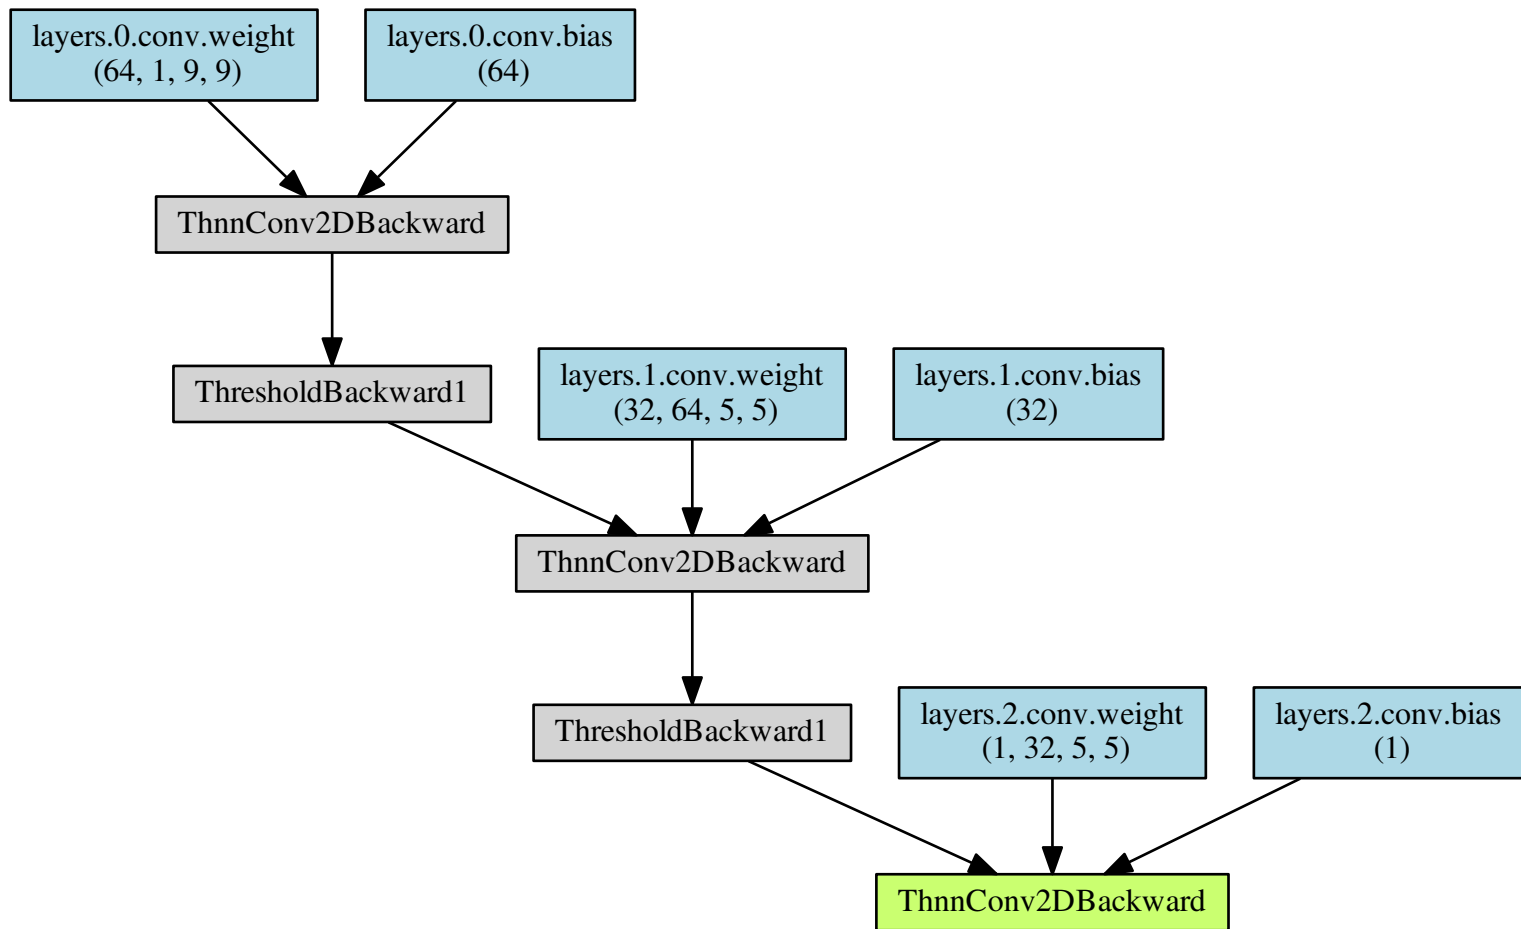 layers.0.conv.weight
(64, 1, 9, 9)
layers.0.conv.bias
(64)
ThnnConv2DBackward
ThresholdBackward1
layers.1.conv.weight
(32, 64, 5, 5)
layers.1.conv.bias
(32)
ThnnConv2DBackward
ThresholdBackward1
layers.2.conv.weight
(1, 32, 5, 5)
layers.2.conv.bias
(1)
ThnnConv2DBackward